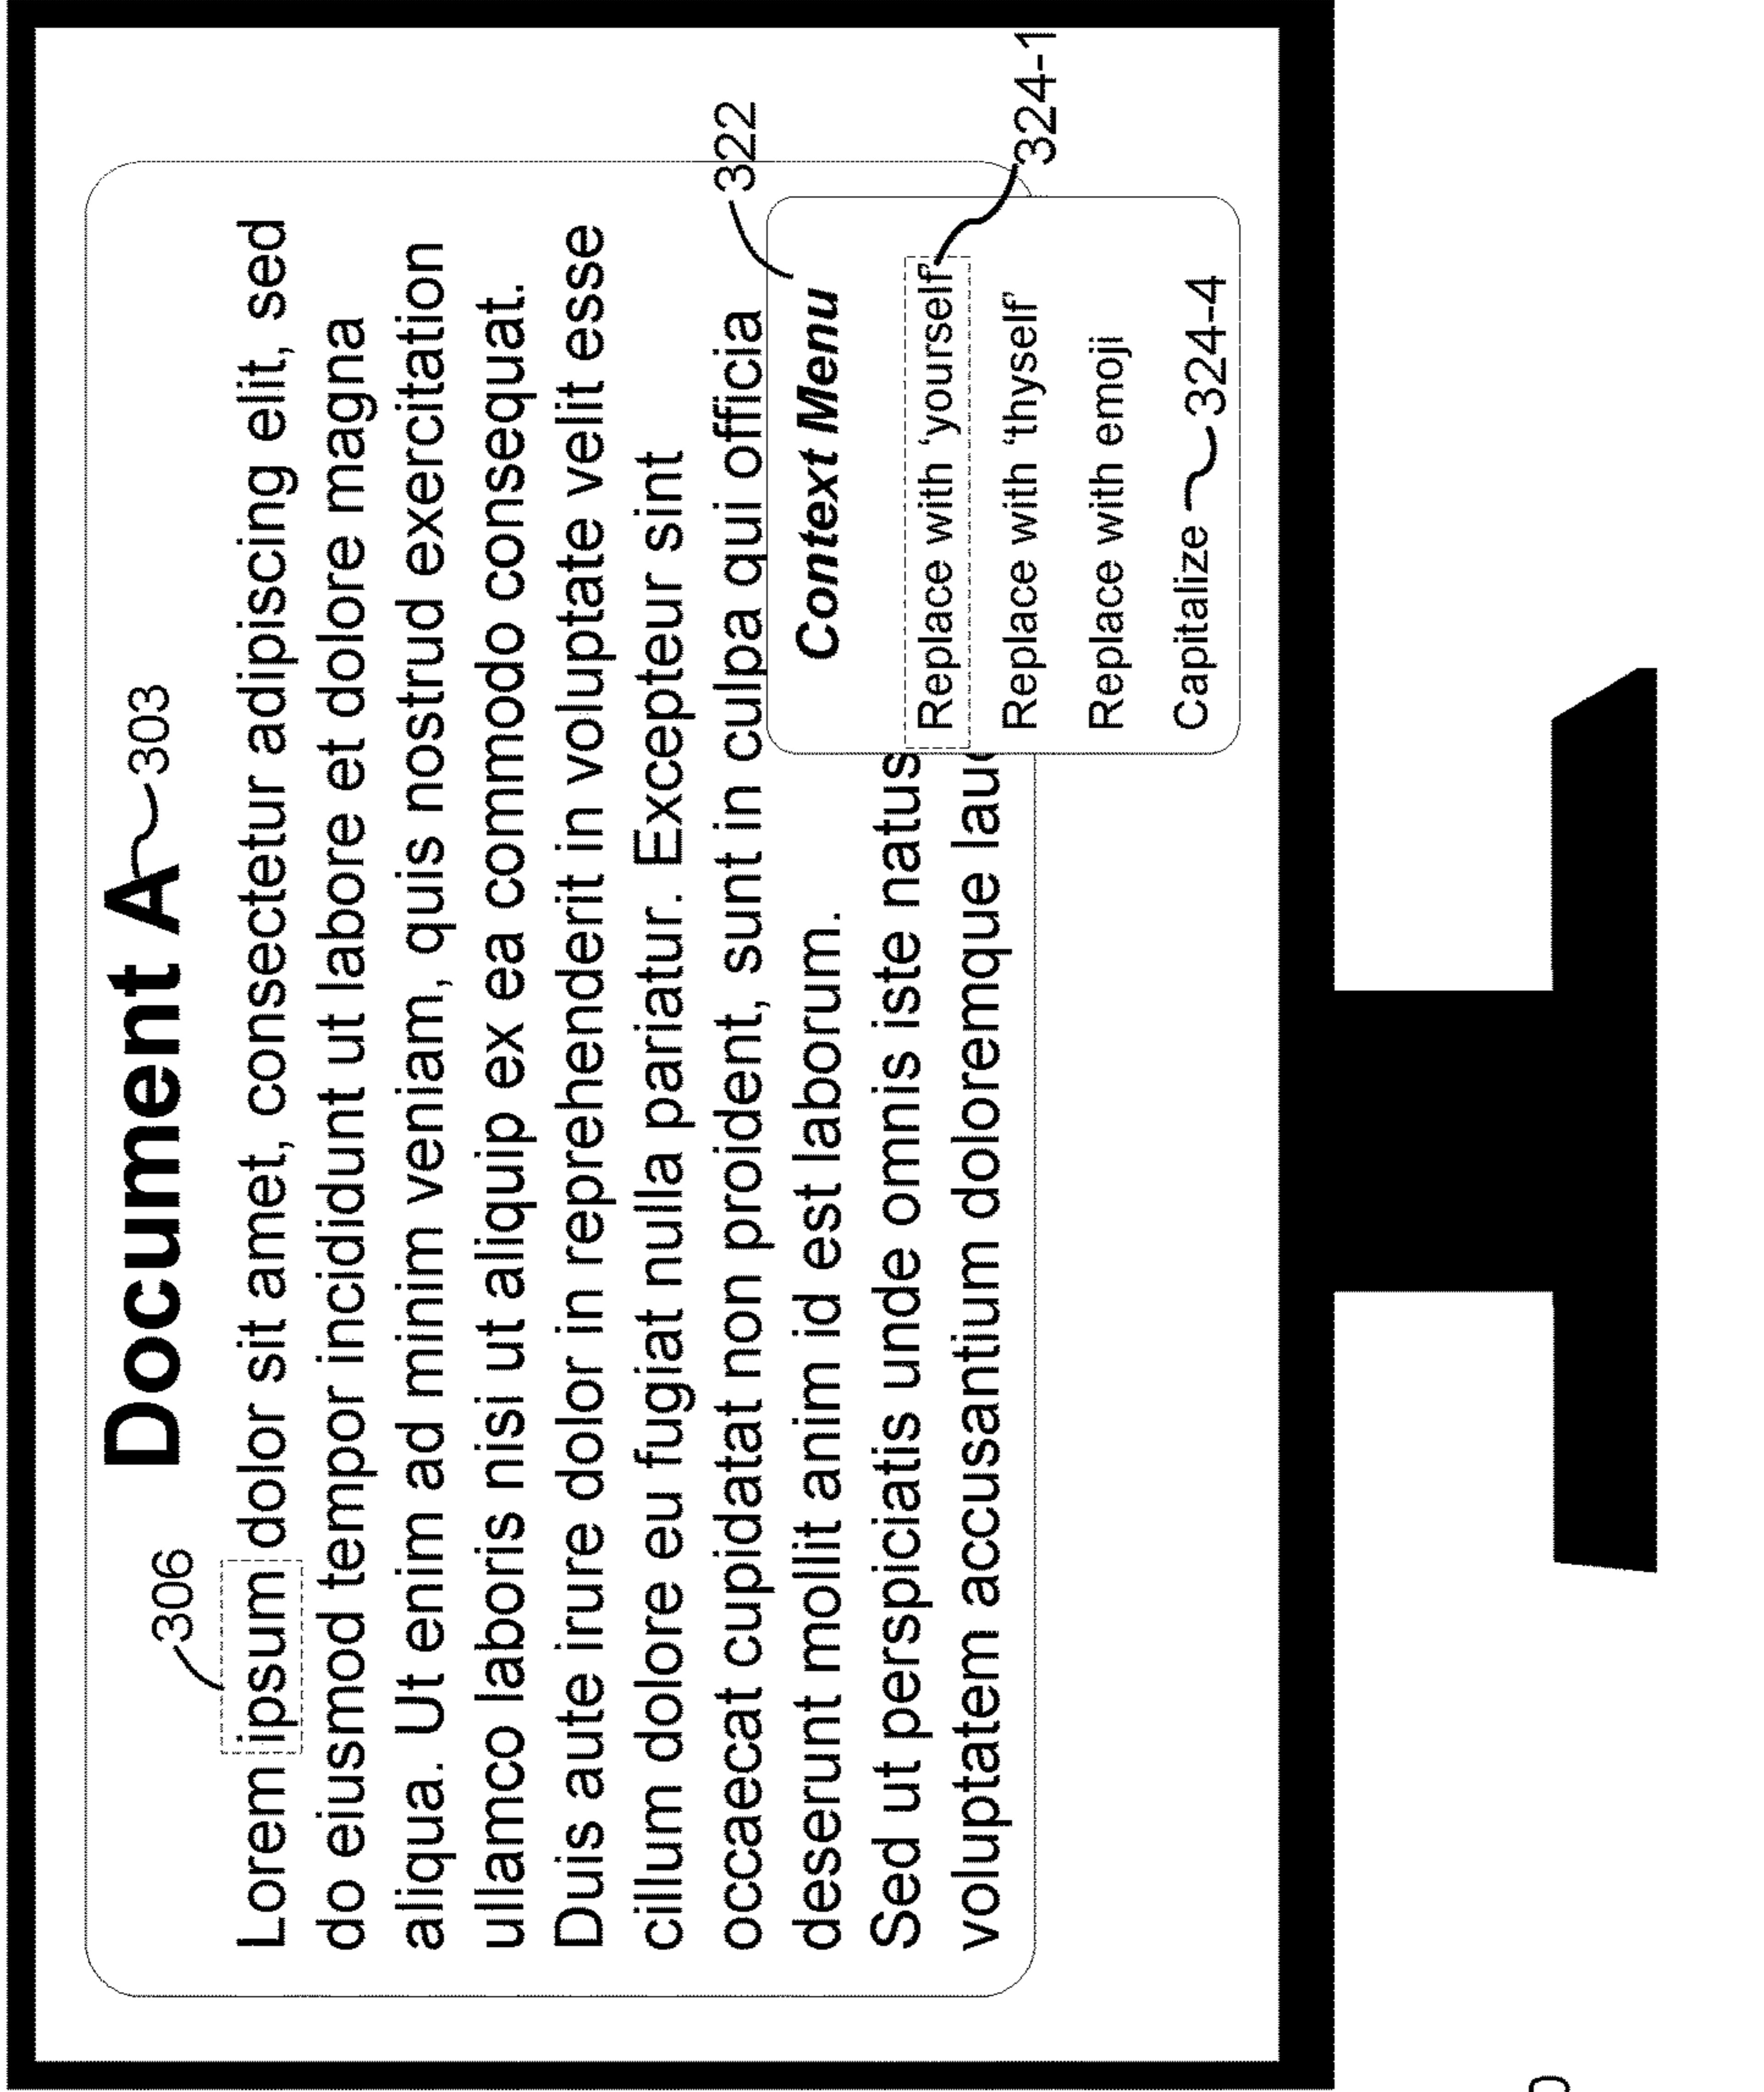 Document A
303
306
Lorem ipsum dolor sit amet, consectetur adipiscing elit, sed
do eiusmod tempor incididunt ut labore et dolore magna
aliqua. Ut enim ad minim veniam, quis nostrud exercitation
ullamco laboris nisi ut aliquip ex ea commodo consequat.
Duis aute irure dolor in reprehenderit in voluptate velit esse
cillum dolore eu fugiat nulla pariatur. Excepteur sint
occaecat cupidatat non proident, sunt in culpa qui officia
deserunt mollit anim id est laborum.
Sed ut perspiciatis unde omnis iste natus
voluptatem accusantium doloremque
322
Context Menu
Replace with ‘yourself’
324-1
Replace with ‘thyself’
Replace with emoji
Capitalize
324-4